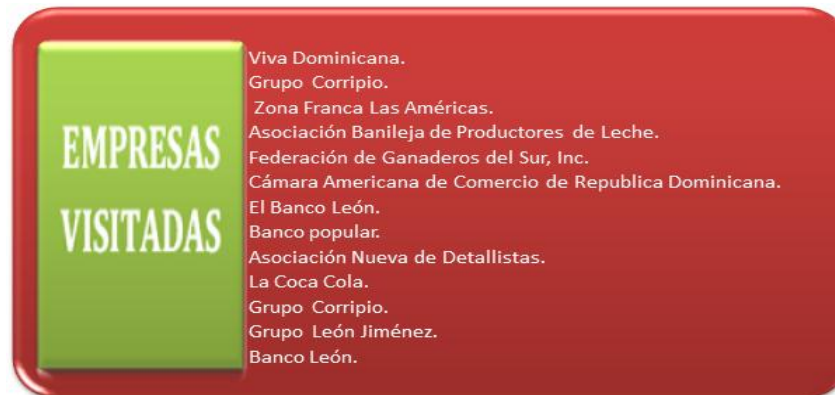 EMPRESAS
VISITADAS
Viva Dominicana.
Grupo Corripio.
Zona Franca Las Américas.
Asociación Banileja de Productores de Leche.
Federación de Ganaderos del Sur, Inc.
Cámara Americana de Comercio de Republica Dominicana.
El Banco León.
Banco popular.
Asociación Nueva de Detallistas.
La Coca Cola.
Grupo Corripio.
Grupo León Jiménez.
Banco León.